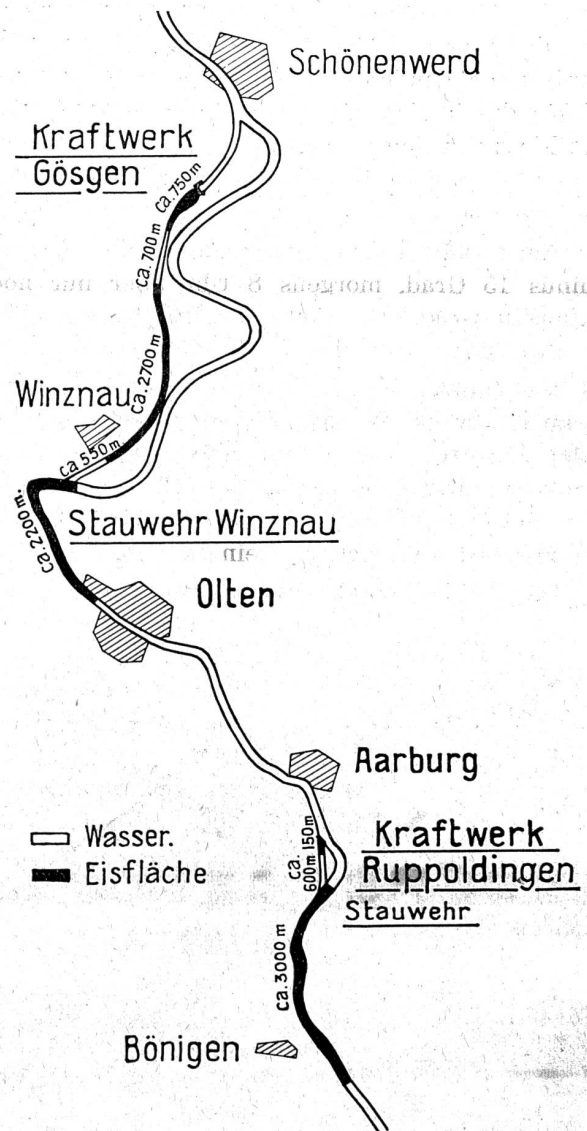 Schönenwerd
Kraftwerk
Gösgen
ca. 750 m
ca. 700 m
ca. 2700 m
Winznau
ca 550 m
ca. 2200 m.
Stauwehr Winznau
Olten
Aarburg
Wasser.
Eisfläche
ca.
600 m 150 m
Kraftwerk
Ruppoldingen
Stauwehr
ca. 3000 m
Bönigen